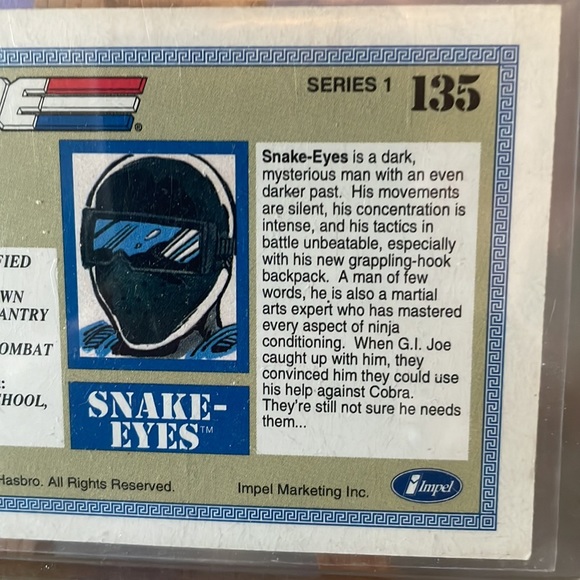 OE®
SERIES 1 135
Snake-Eyes is a dark,
mysterious man with an even
darker past. His movements
are silent, his concentration is
intense, and his tactics in
battle unbeatable, especially
with his new grappling-hook
backpack. A man of few
words, he is also a martial
arts expert who has mastered
every aspect of ninja
conditioning. When G.I. Joe
caught up with him, they
convinced him they could use
his help against Cobra.
They're still not sure he needs
them...
FIED
WN
ANTRY
OMBAT
:
HOOL,
SNAKE-
EYES™
Hasbro. All Rights Reserved.
Impel Marketing Inc.
Impel